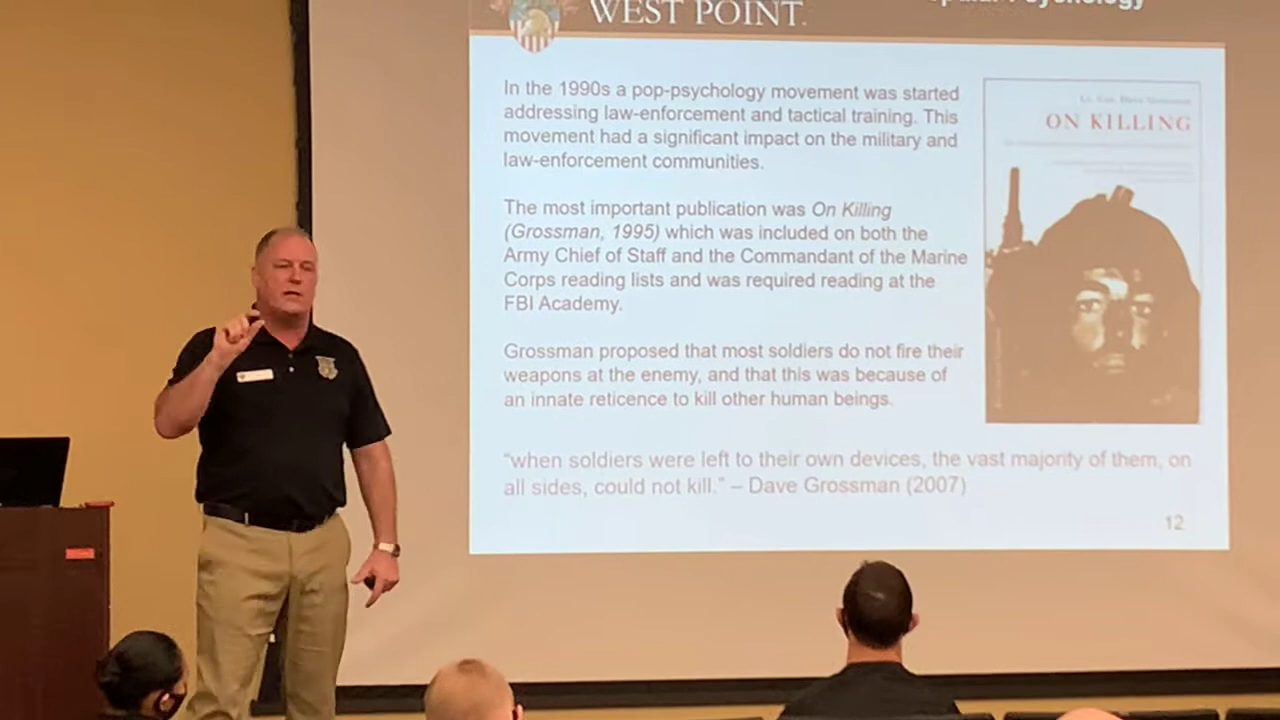 WEST POINT.
Psychology
In the 1990s a pop-psychology movement was started
addressing law-enforcement and tactical training. This
movement had a significant impact on the military and
law-enforcement communities.
The most important publication was On Killing
(Grossman, 1995) which was included on both the
Army Chief of Staff and the Commandant of the Marine
Corps reading lists and was required reading at the
FBI Academy.
Grossman proposed that most soldiers do not fire their
weapons at the enemy, and that this was because of
an innate reticence to kill other human beings.
“when soldiers were left to their own devices, the vast majority of them, on
all sides, could not kill.” – Dave Grossman (2007)
12
Lt. Col. Dave Grossman
ON KILLING